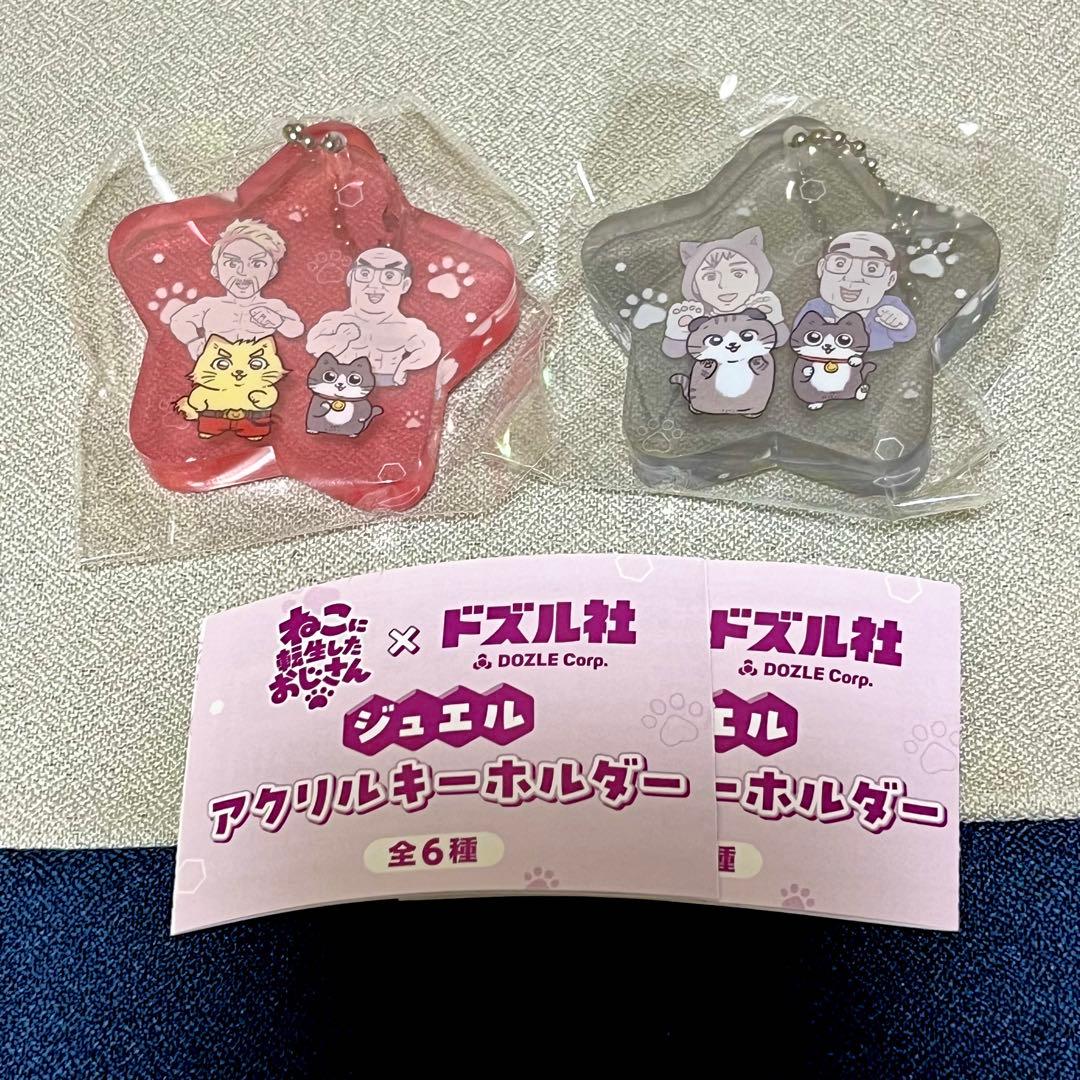 ねこに
転生した
おじさん
×
ドズル社
DOZLE Corp.
ジュエル
アクリルキーホルダー
全6種
ドズル社
DOZLE Corp.
エル
ーホルダー
種